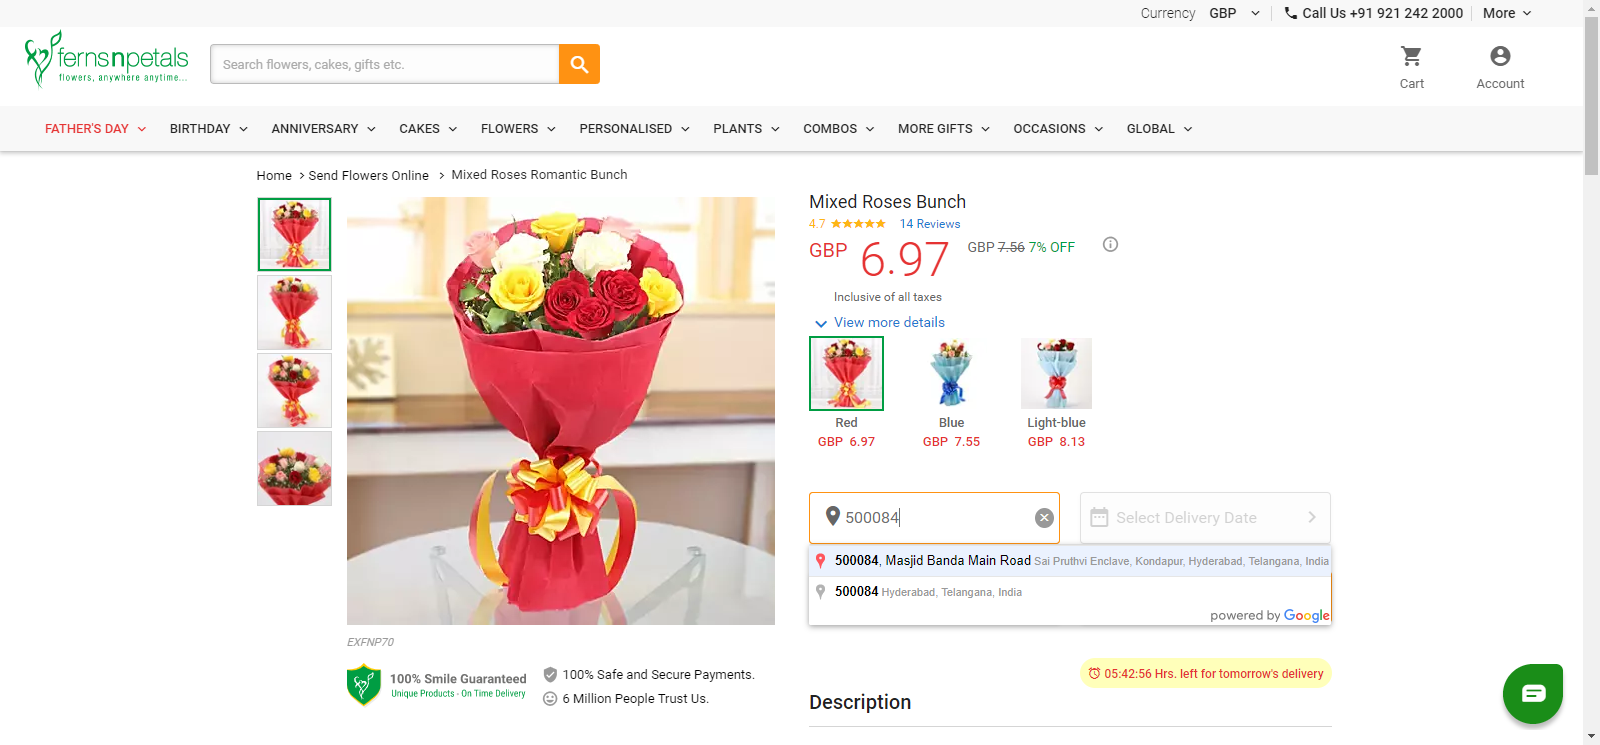 Currency GBP Call Us +91 921 242 2000 More
fernsnpetals
flowers, anywhere anytime...
Search flowers, cakes, gifts etc.
Cart
Account
FATHER'S DAY BIRTHDAY ANNIVERSARY CAKES FLOWERS PERSONALISED PLANTS COMBOS MORE GIFTS OCCASIONS GLOBAL
Home > Send Flowers Online > Mixed Roses Romantic Bunch
Mixed Roses Bunch
4.7 ★★★★★ 14 Reviews
GBP 6.97 GBP 7.56 7% OFF
Inclusive of all taxes
View more details
Red Blue Light-blue
GBP 6.97 GBP 7.55 GBP 8.13
500084 Select Delivery Date
500084, Masjid Banda Main Road Sai Pruthvi Enclave, Kondapur, Hyderabad, Telangana, India
500084 Hyderabad, Telangana, India
powered by Google
EXFNP70
100% Smile Guaranteed
Unique Products - On Time Delivery
100% Safe and Secure Payments.
6 Million People Trust Us.
05:42:56 Hrs. left for tomorrow's delivery
Description